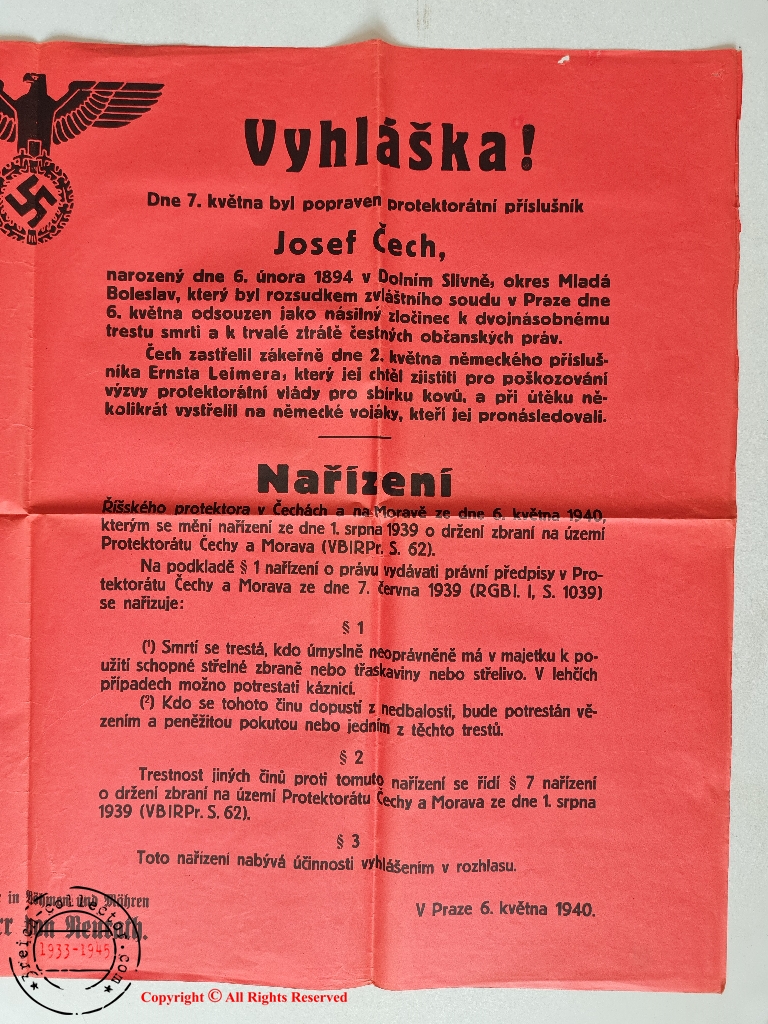 Vyhláška!
Dne 7. května byl popraven protektorátní příslušník
Josef Čech,
narozený dne 6. února 1894 v Dolním Slivně, okres Mladá
Boleslav, který byl rozsudkem zvláštního soudu v Praze dne
6. května odsouzen jako násilný zločinec k dvojnásobnému
trestu smrti a k trvalé ztrátě čestných občanských práv.
Čech zastřelil zákeřně dne 2. května německého přísluš-
níka Ernsta Leimera, který jej chtěl zjistiti pro poškozování
výzvy protektorátní vlády pro sbírku kovů, a při útěku ně-
kolikrát vystřelil na německé vojáky, kteří jej pronásledovali.
Nařízení
Říšského protektora v Čechách a na Moravě ze dne 6. května 1940,
kterým se mění nařízení ze dne 1. srpna 1939 o držení zbraní na území
Protektorátu Čechy a Morava (VBlRPr. S. 62).
Na podkladě § 1 nařízení o právu vydávati právní předpisy v Pro-
tektorátu Čechy a Morava ze dne 7. června 1939 (RGBl. I, S. 1039)
se nařizuje:
§ 1
(¹) Smrtí se trestá, kdo úmyslně neoprávněně má v majetku k po-
užití schopné střelné zbraně nebo třaskaviny nebo střelivo. V lehčích
případech možno potrestati káznicí.
(²) Kdo se tohoto činu dopustí z nedbalosti, bude potrestán vě-
zením a peněžitou pokutou nebo jedním z těchto trestů.
§ 2
Trestnost jiných činů proti tomuto nařízení se řídí § 7 nařízení
o držení zbraní na území Protektorátu Čechy a Morava ze dne 1. srpna
1939 (VBlRPr. S. 62).
§ 3
Toto nařízení nabývá účinnosti vyhlášením v rozhlasu.
V Praze 6. května 1940.
in Böhmen und Mähren
von Neurath.
3reich-collector.com
1933-1945
Copyright © All Rights Reserved